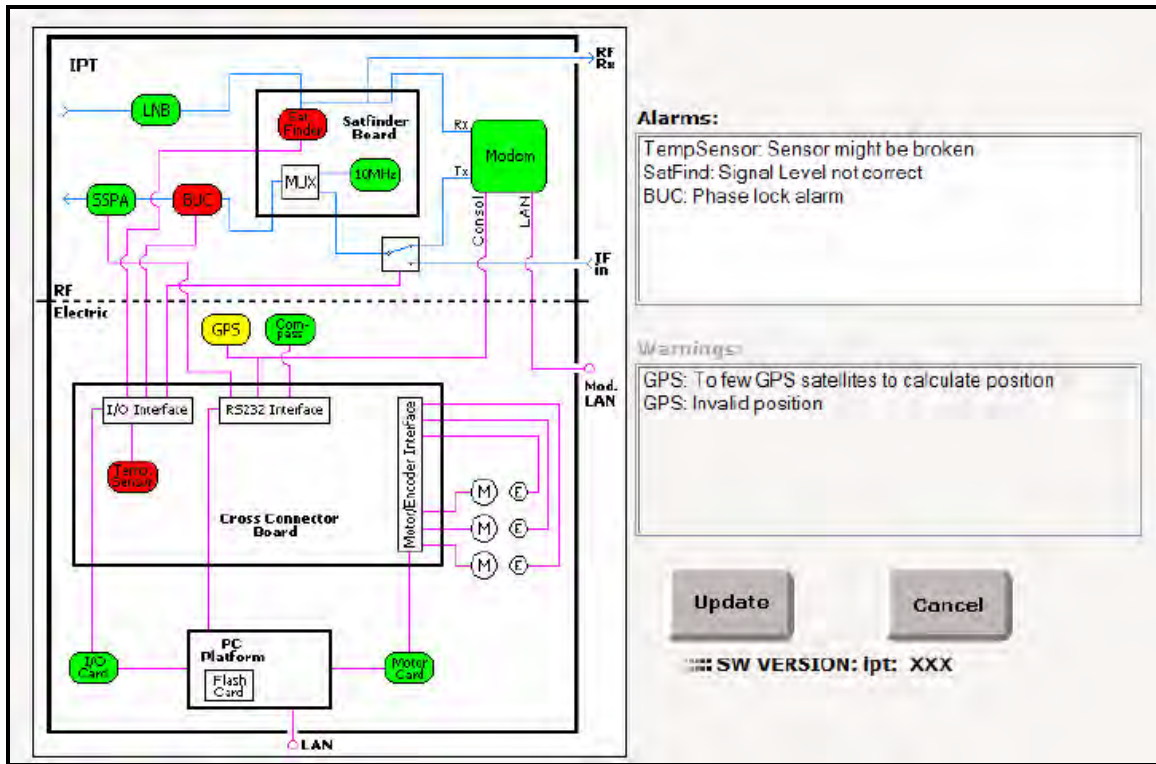 IPT
RF
Rx
LNB
Sat
Finder
Satfinder
Board
Rx
Modem
10MHz
MUX
Tx
SSPA
BUC
Consol
LAN
IF
in
RF
Electric
GPS
Com-
pass
Mod.
LAN
I/O Interface
RS232 Interface
Motor/Encoder Interface
Temp.
Sensor
M
E
Cross Connector
Board
M
E
M
E
PC
Platform
I/O
Card
Motor
Card
Flash
Card
LAN
Alarms:
TempSensor: Sensor might be broken
SatFind: Signal Level not correct
BUC: Phase lock alarm
Warnings:
GPS: To few GPS satellites to calculate position
GPS: Invalid position
Update
Cancel
SW VERSION: ipt: XXX